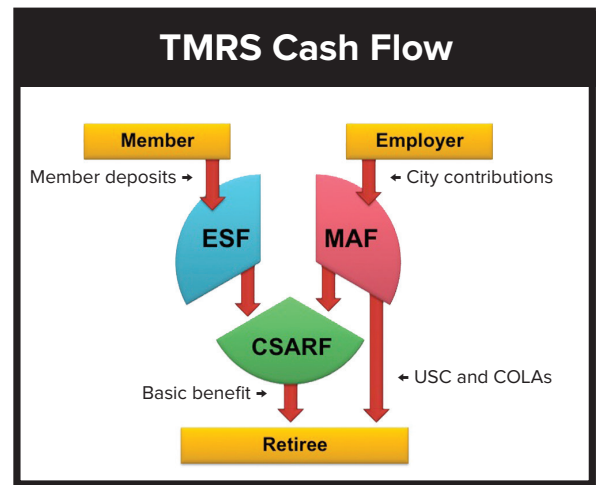 TMRS Cash Flow
Member
Employer
Member deposits →
← City contributions
ESF
MAF
CSARF
← USC and COLAs
Basic benefit →
Retiree